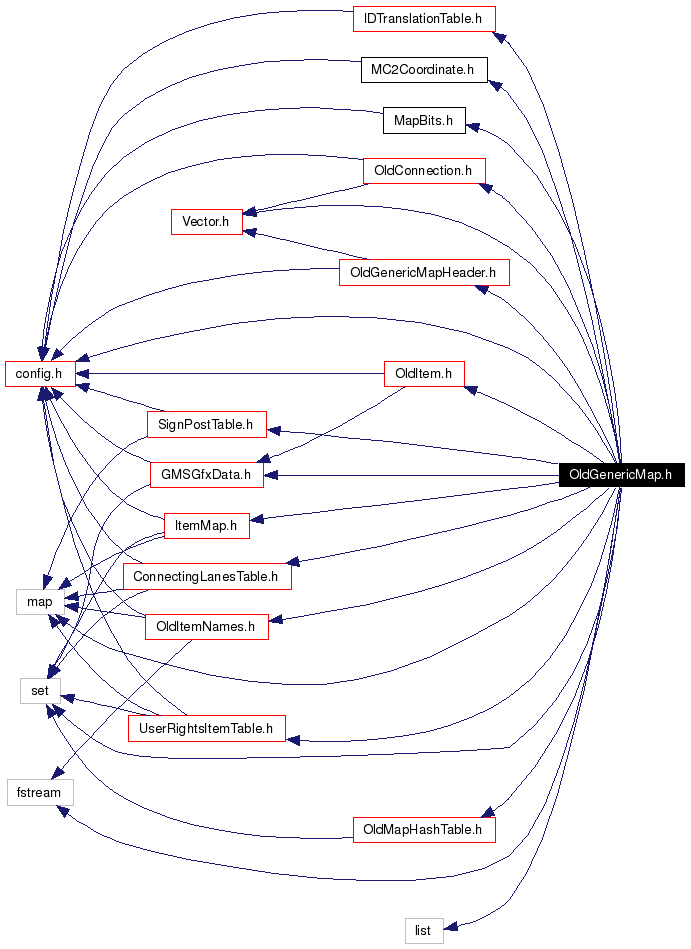 IDTranslationTable.h
MC2Coordinate.h
MapBits.h
OldConnection.h
Vector.h
OldGenericMapHeader.h
config.h
OldItem.h
SignPostTable.h
GMSGfxData.h
OldGenericMap.h
ItemMap.h
ConnectingLanesTable.h
map
OldItemNames.h
set
UserRightsItemTable.h
fstream
OldMapHashTable.h
list